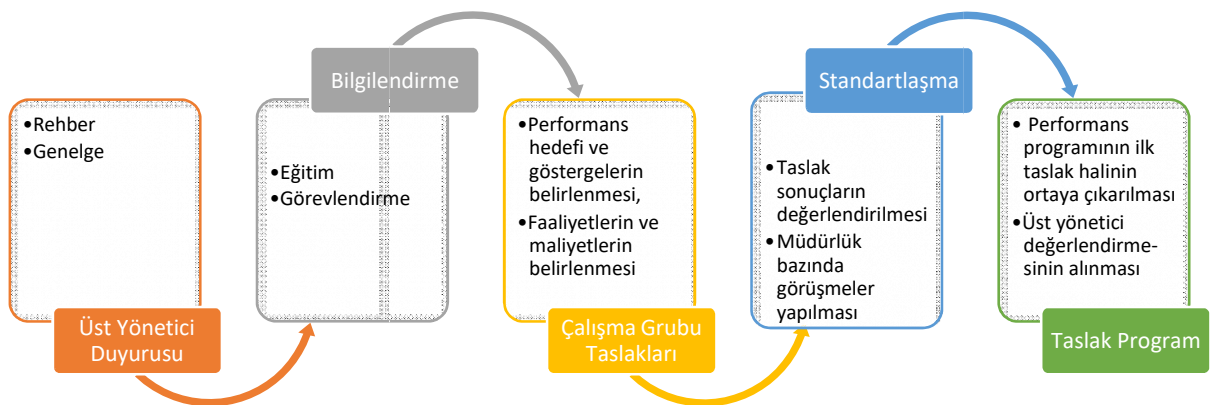 •Rehber
•Genelge
Üst Yönetici
Duyurusu
Bilgilendirme
•Eğitim
•Görevlendirme
•Performans
hedefi ve
göstergelerin
belirlenmesi,
•Faaliyetlerin ve
maliyetlerin
belirlenmesi
Çalışma Grubu
Taslakları
Standartlaşma
•Taslak
sonuçların
değerlendirilmesi
•Müdürlük
bazında
görüşmeler
yapılması
• Performans
programının ilk
taslak halinin
ortaya çıkarılması
•Üst yönetici
değerlendirme-
sinin alınması
Taslak Program